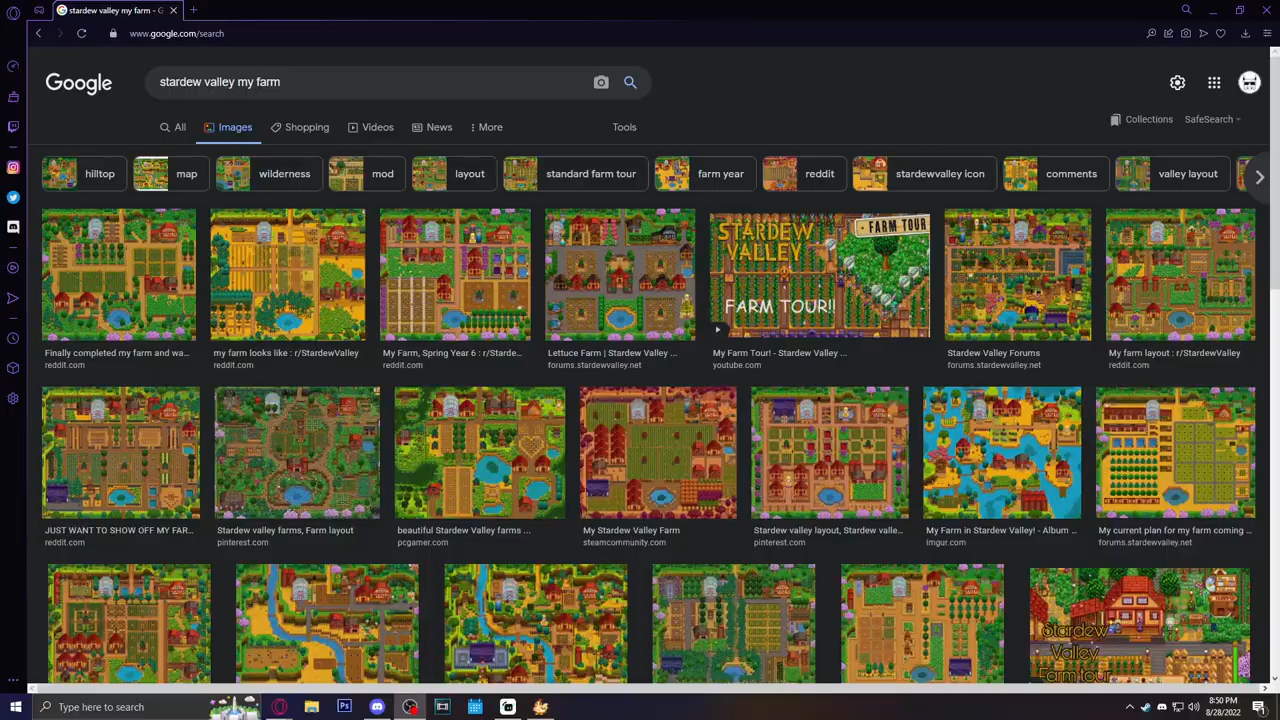 stardew valley my farm - G
www.google.com/search
Google
stardew valley my farm
All
Images
Shopping
Videos
News
More
Tools
Collections
SafeSearch
hilltop
map
wilderness
mod
layout
standard farm tour
farm year
reddit
stardewvalley icon
comments
valley layout
STARDEW
VALLEY
FARM TOUR
FARM TOUR!!
Finally completed my farm and wa...
my farm looks like : r/StardewValley
My Farm, Spring Year 6 : r/Starde...
Lettuce Farm | Stardew Valley ...
My Farm Tour! - Stardew Valley ...
Stardew Valley Forums
My farm layout : r/StardewValley
reddit.com
reddit.com
reddit.com
forums.stardewvalley.net
youtube.com
forums.stardewvalley.net
reddit.com
JUST WANT TO SHOW OFF MY FAR...
Stardew valley farms, Farm layout
beautiful Stardew Valley farms ...
My Stardew Valley Farm
Stardew valley layout, Stardew valle...
My Farm in Stardew Valley! - Album ...
My current plan for my farm coming ...
reddit.com
pinterest.com
pcgamer.com
steamcommunity.com
pinterest.com
imgur.com
forums.stardewvalley.net
Stardew
Valley
Farm tour
Type here to search
Ps
8:50 PM
8/28/2022
1